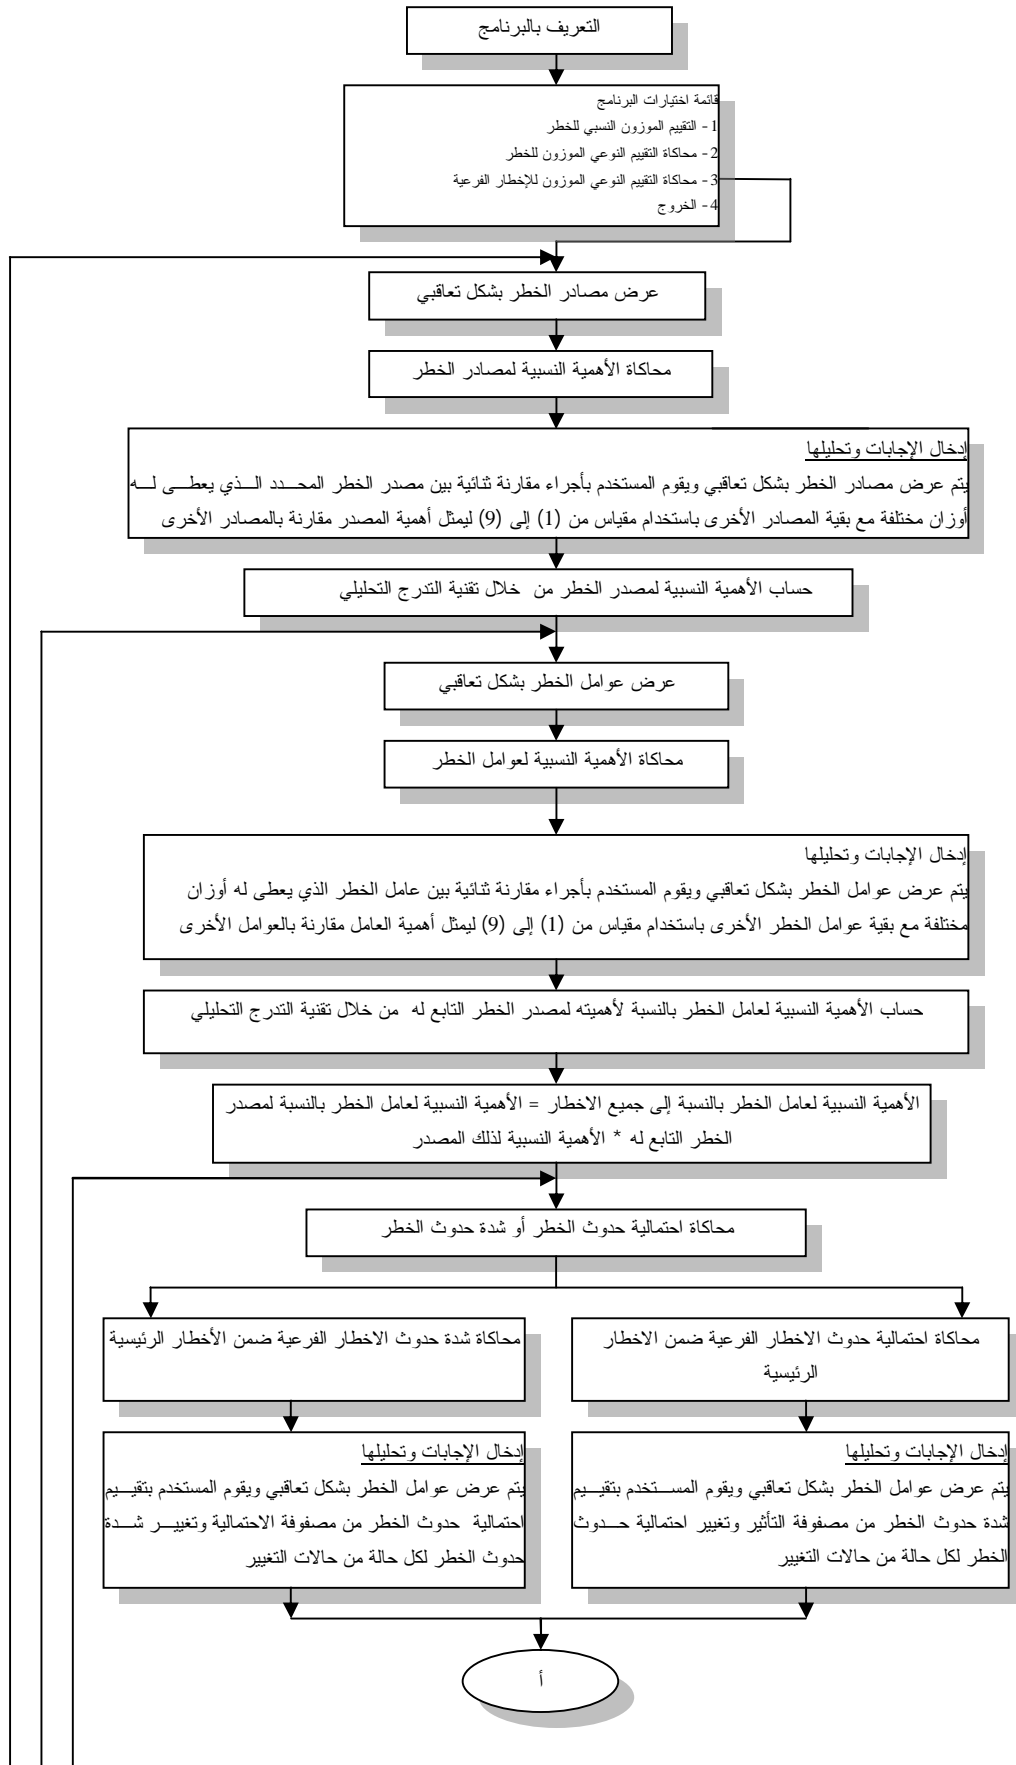 التعريف بالبرنامج
قائمة اختيارات البرنامج
1- التقييم الموزون النسبي للخطر
2- محاكاة التقييم النوعي الموزون للخطر
3- محاكاة التقييم النوعي الموزون للإخطار الفرعية
4- الخروج
عرض مصادر الخطر بشكل تعاقبي
محاكاة الأهمية النسبية لمصادر الخطر
إدخال الإجابات وتحليلها
يتم عرض مصادر الخطر بشكل تعاقبي ويقوم المستخدم بأجراء مقارنة ثنائية بين مصدر الخطر المحدد الذي يعطى له
أوزان مختلفة مع بقية المصادر الأخرى باستخدام مقياس من (1) إلى (9) ليمثل أهمية المصدر مقارنة بالمصادر الأخرى
حساب الأهمية النسبية لمصدر الخطر من خلال تقنية التدرج التحليلي
عرض عوامل الخطر بشكل تعاقبي
محاكاة الأهمية النسبية لعوامل الخطر
إدخال الإجابات وتحليلها
يتم عرض عوامل الخطر بشكل تعاقبي ويقوم المستخدم بأجراء مقارنة ثنائية بين عامل الخطر الذي يعطى له أوزان
مختلفة مع بقية عوامل الخطر الأخرى باستخدام مقياس من (1) إلى (9) ليمثل أهمية العامل مقارنة بالعوامل الأخرى
حساب الأهمية النسبية لعامل الخطر بالنسبة لأهميته لمصدر الخطر التابع له من خلال تقنية التدرج التحليلي
الأهمية النسبية لعامل الخطر بالنسبة إلى جميع الاخطار = الأهمية النسبية لعامل الخطر بالنسبة لمصدر
الخطر التابع له * الأهمية النسبية لذلك المصدر
محاكاة احتمالية حدوث الخطر أو شدة حدوث الخطر
محاكاة احتمالية حدوث الاخطار الفرعية ضمن الاخطار
الرئيسية
إدخال الإجابات وتحليلها
يتم عرض عوامل الخطر بشكل تعاقبي ويقوم المستخدم بتقييم
شدة حدوث الخطر من مصفوفة التأثير وتغيير احتمالية حدوث
الخطر لكل حالة من حالات التغيير
محاكاة شدة حدوث الاخطار الفرعية ضمن الأخطار الرئيسية
إدخال الإجابات وتحليلها
يتم عرض عوامل الخطر بشكل تعاقبي ويقوم المستخدم بتقييم
احتمالية حدوث الخطر من مصفوفة الاحتمالية وتغيير شدة
حدوث الخطر لكل حالة من حالات التغيير
أ